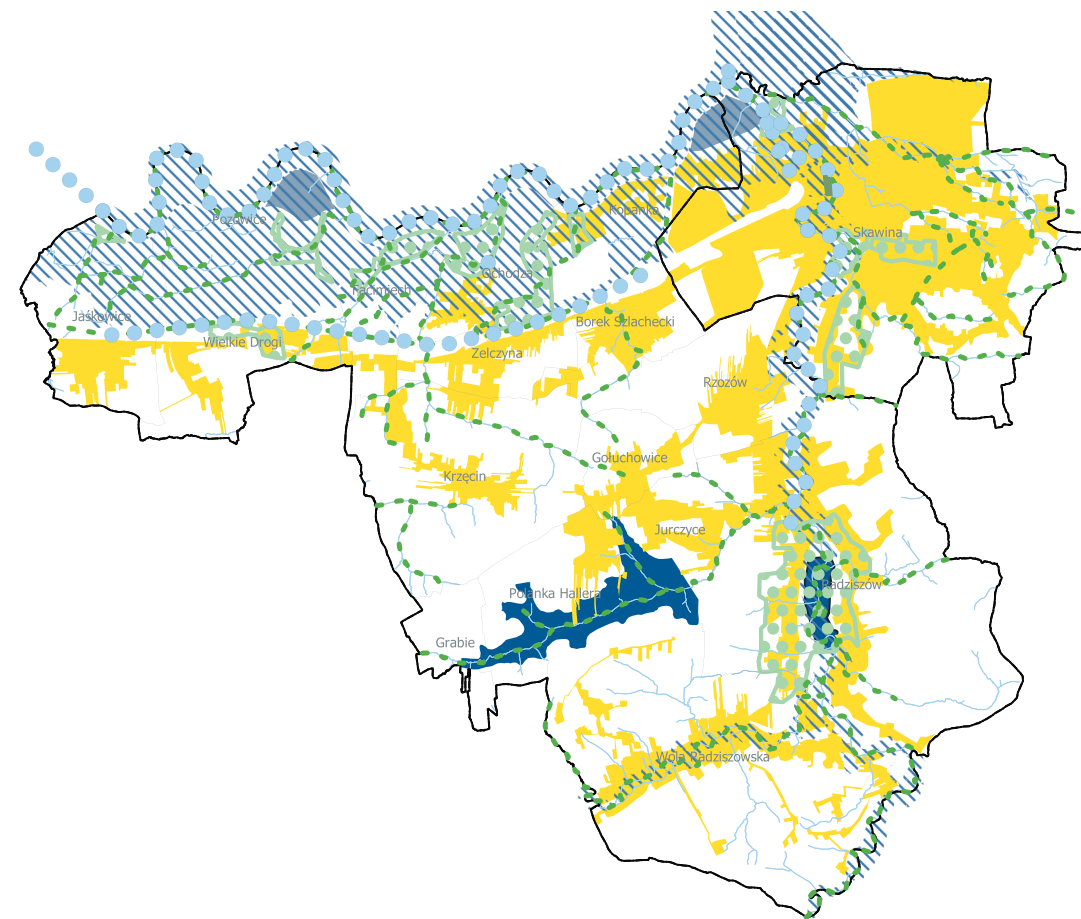 Kopanka
Pozowice
Skawina
Ochodza
Facimiech
Jaśkowice
Borek Szlachecki
Wielkie Drogi
Zelczyna
Rzozów
Gołuchowice
Krzęcin
Jurczyce
Radziszów
Polanka Hallera
Grabie
Wola Radziszowska